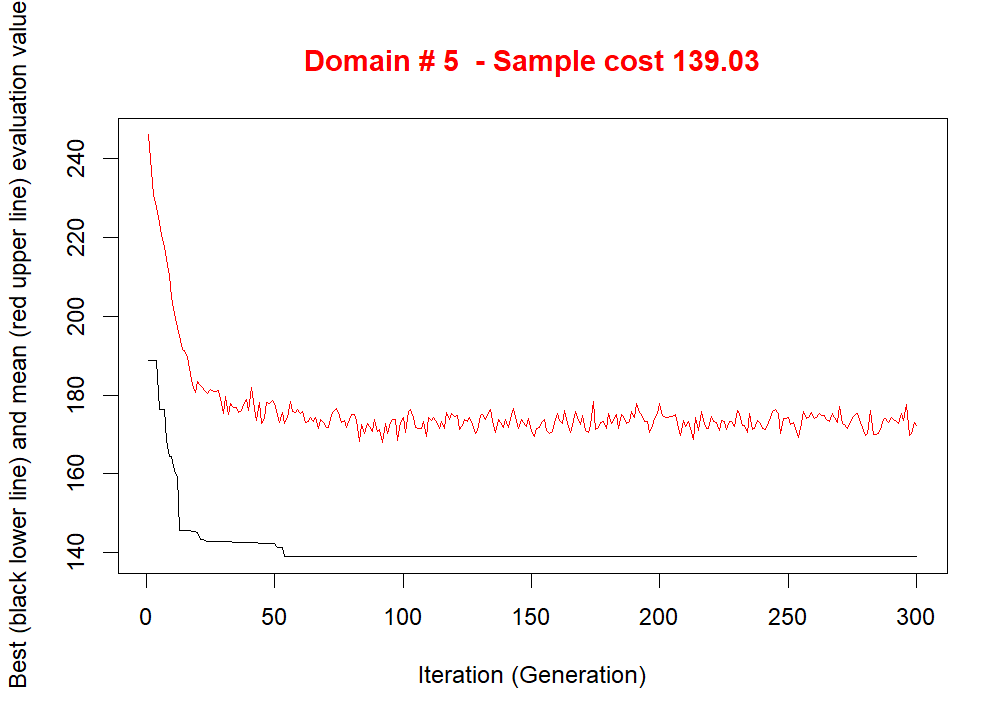 Domain # 5  - Sample cost 139.03
Best (black lower line) and mean (red upper line) evaluation value
240
220
200
180
160
140
0 50 100 150 200 250 300
Iteration (Generation)